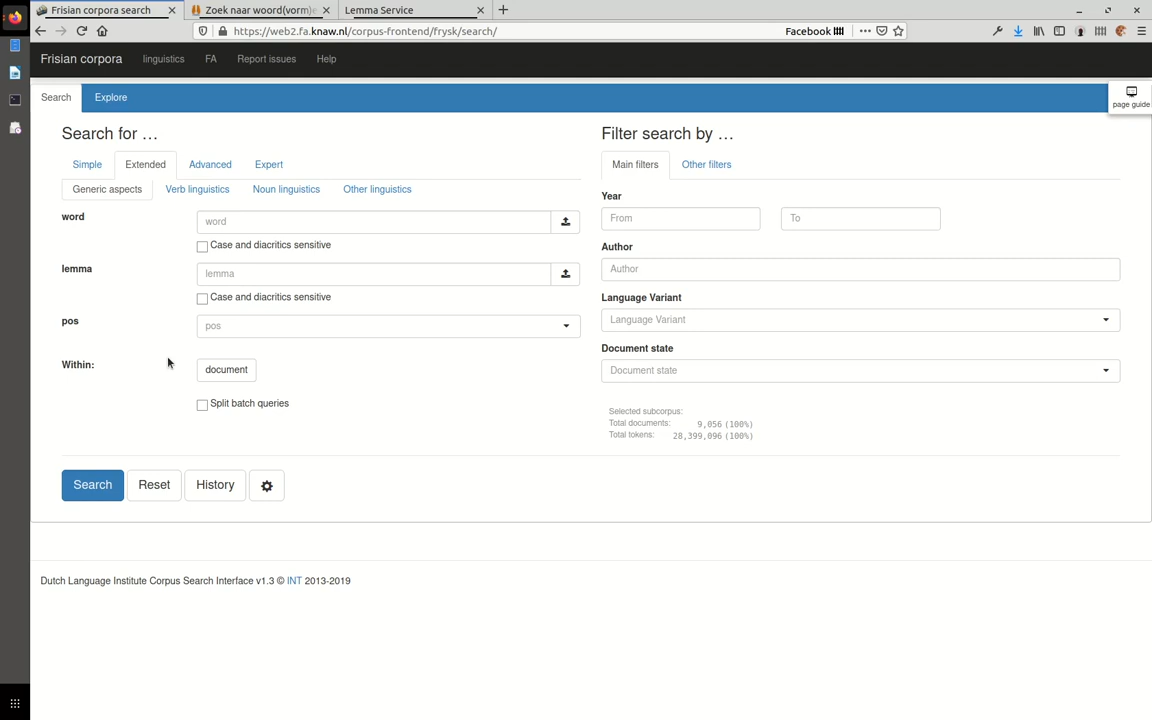 Frisian corpora search
Zoek naar woord(vorm)e
Lemma Service
https://web2.fa.knaw.nl/corpus-frontend/frysk/search/
Facebook
Frisian corpora
linguistics
FA
Report issues
Help
Search
Explore
page guide
Search for ...
Filter search by ...
Simple
Extended
Advanced
Expert
Main filters
Other filters
Generic aspects
Verb linguistics
Noun linguistics
Other linguistics
word
word
Case and diacritics sensitive
lemma
lemma
Case and diacritics sensitive
pos
pos
Within:
document
Split batch queries
Year
From
To
Author
Author
Language Variant
Language Variant
Document state
Document state
Selected subcorpus:
Total documents: 9,056 (100%)
Total tokens: 28,399,096 (100%)
Search
Reset
History
Dutch Language Institute Corpus Search Interface v1.3 © INT 2013-2019